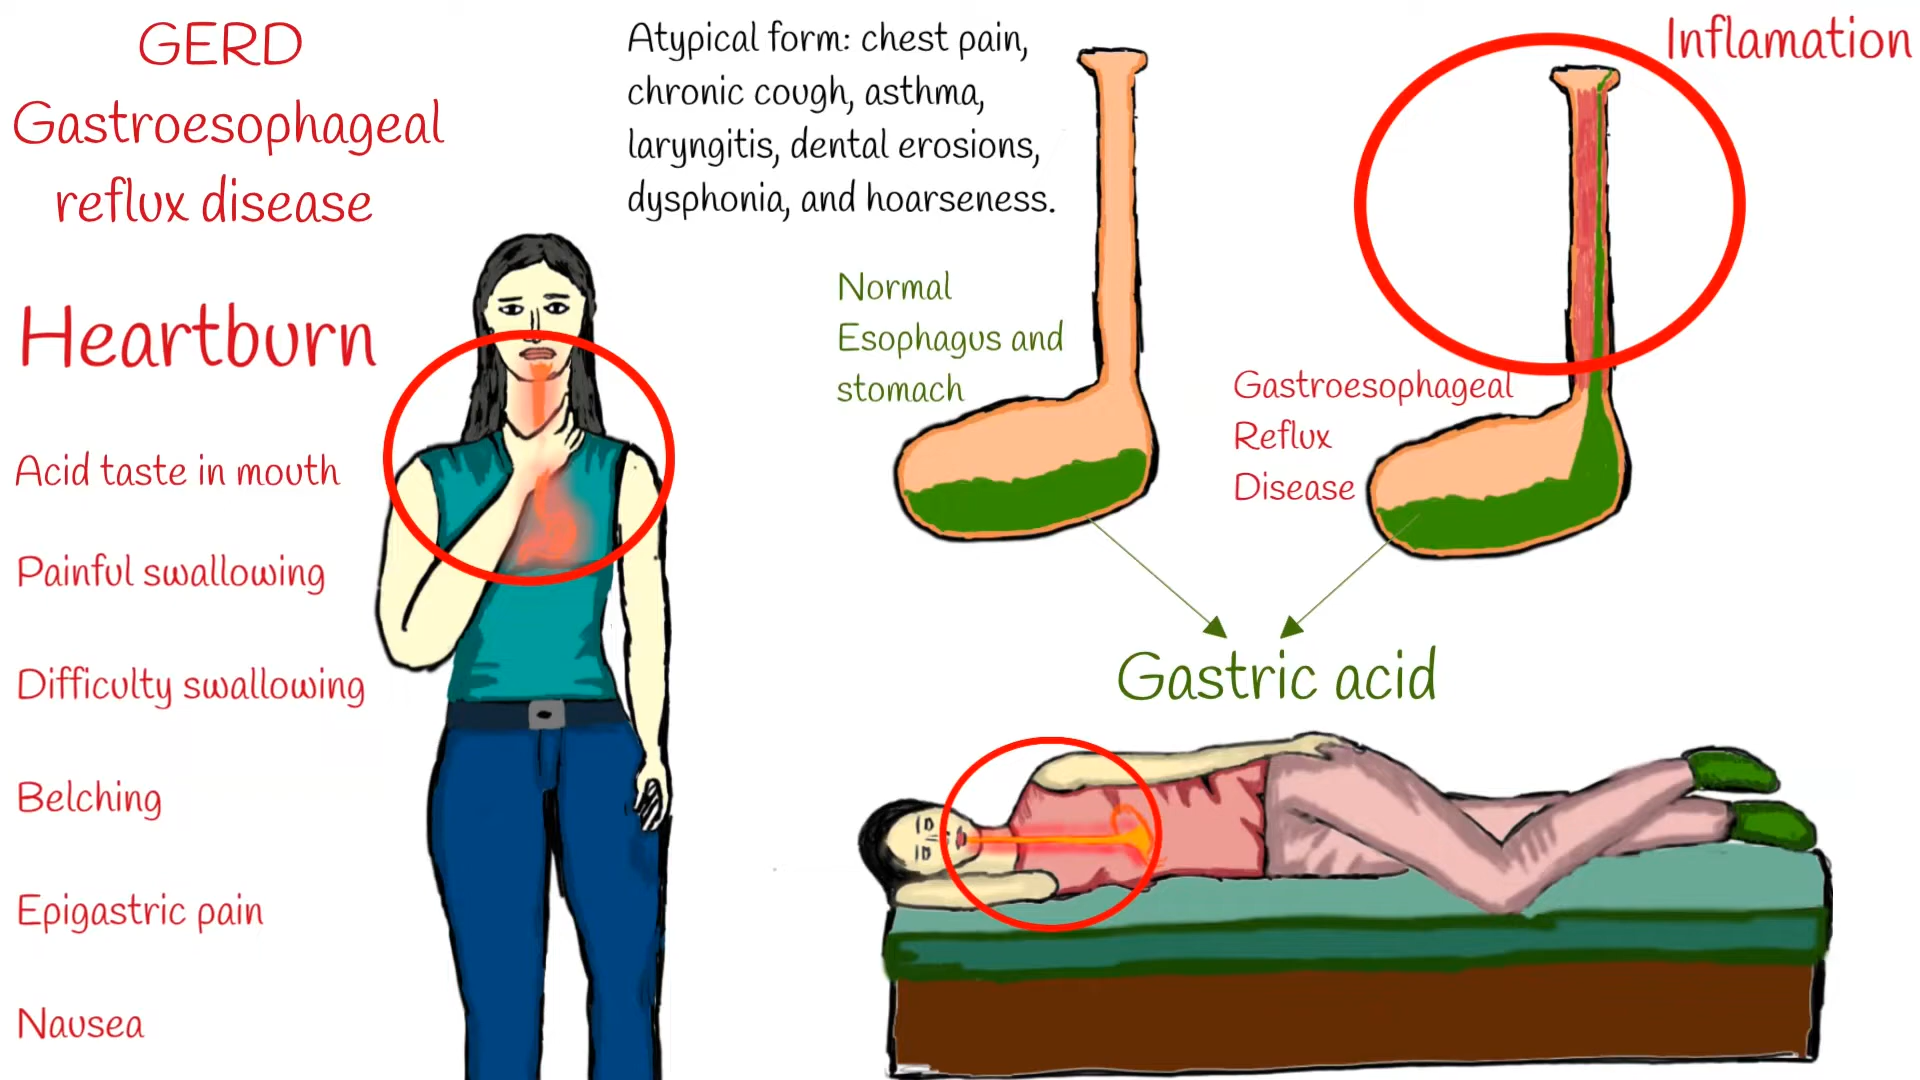 GERD
Gastroesophageal
reflux disease
Heartburn
Acid taste in mouth
Painful swallowing
Difficulty swallowing
Belching
Epigastric pain
Nausea
Atypical form: chest pain,
chronic cough, asthma,
laryngitis, dental erosions,
dysphonia, and hoarseness.
Normal
Esophagus and
stomach
Inflamation
Gastroesophageal
Reflux
Disease
Gastric acid